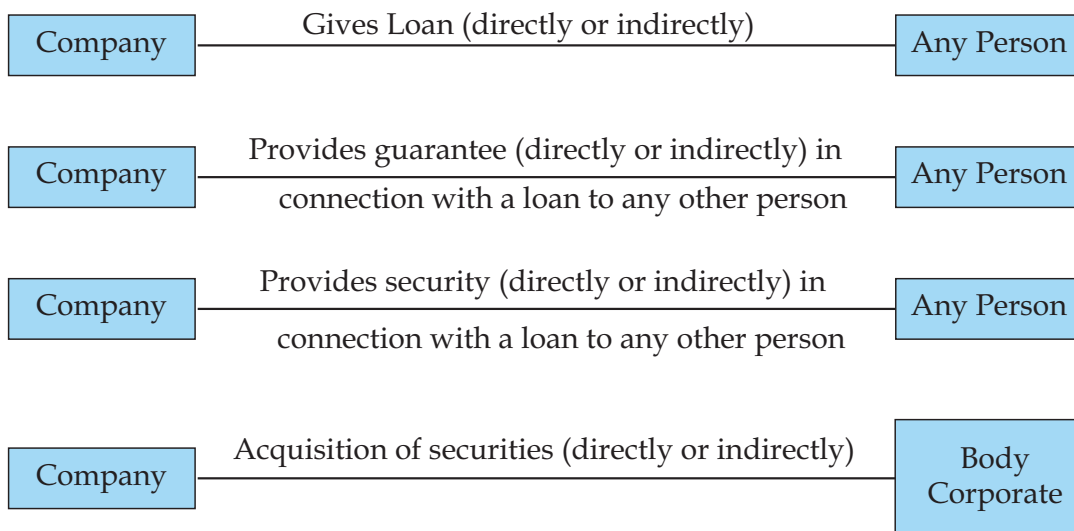 Gives Loan (directly or indirectly)
Company
Any Person
Provides guarantee (directly or indirectly) in
Company
Any Person
connection with a loan to any other person
Provides security (directly or indirectly) in
Company
Any Person
connection with a loan to any other person
Acquisition of securities (directly or indirectly)
Company
Body
Corporate